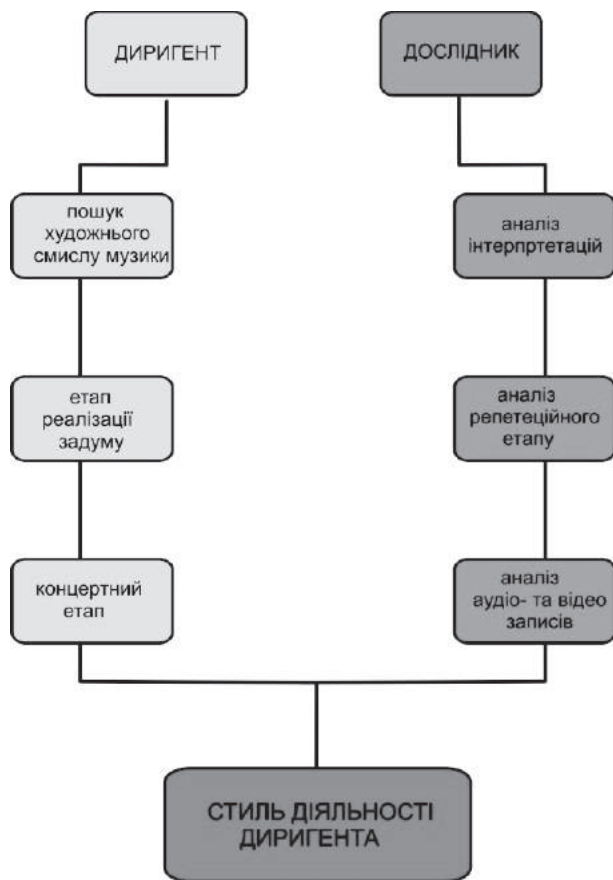 ДИРИГЕНТ
ДОСЛІДНИК
пошук
художнього
смислу музики
аналіз
інтерпртетацій
етап
реалізації
задуму
аналіз
репетеційного
етапу
концертний
етап
аналіз
аудіо- та відео
записів
СТИЛЬ ДІЯЛЬНОСТІ
ДИРИГЕНТА